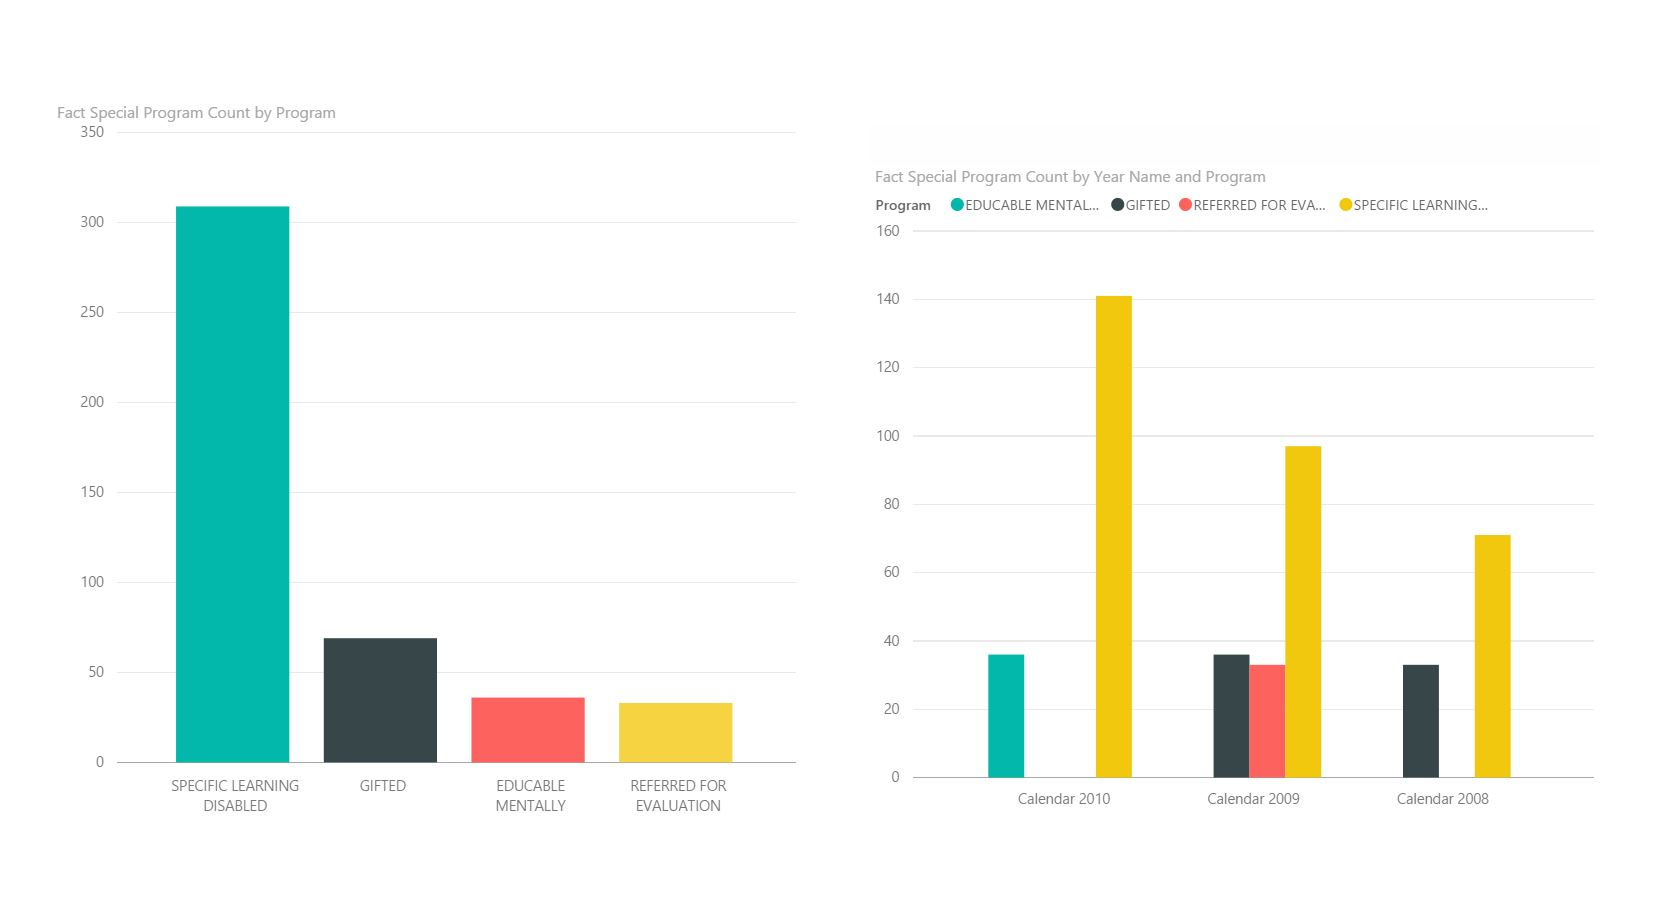 Fact Special Program Count by Program
350
300
250
200
150
100
50
0
SPECIFIC LEARNING
DISABLED
GIFTED
EDUCABLE
MENTALLY
REFERRED FOR
EVALUATION
Fact Special Program Count by Year Name and Program
Program EDUCABLE MENTAL... GIFTED REFERRED FOR EVA... SPECIFIC LEARNING...
160
140
120
100
80
60
40
20
0
Calendar 2010 Calendar 2009 Calendar 2008